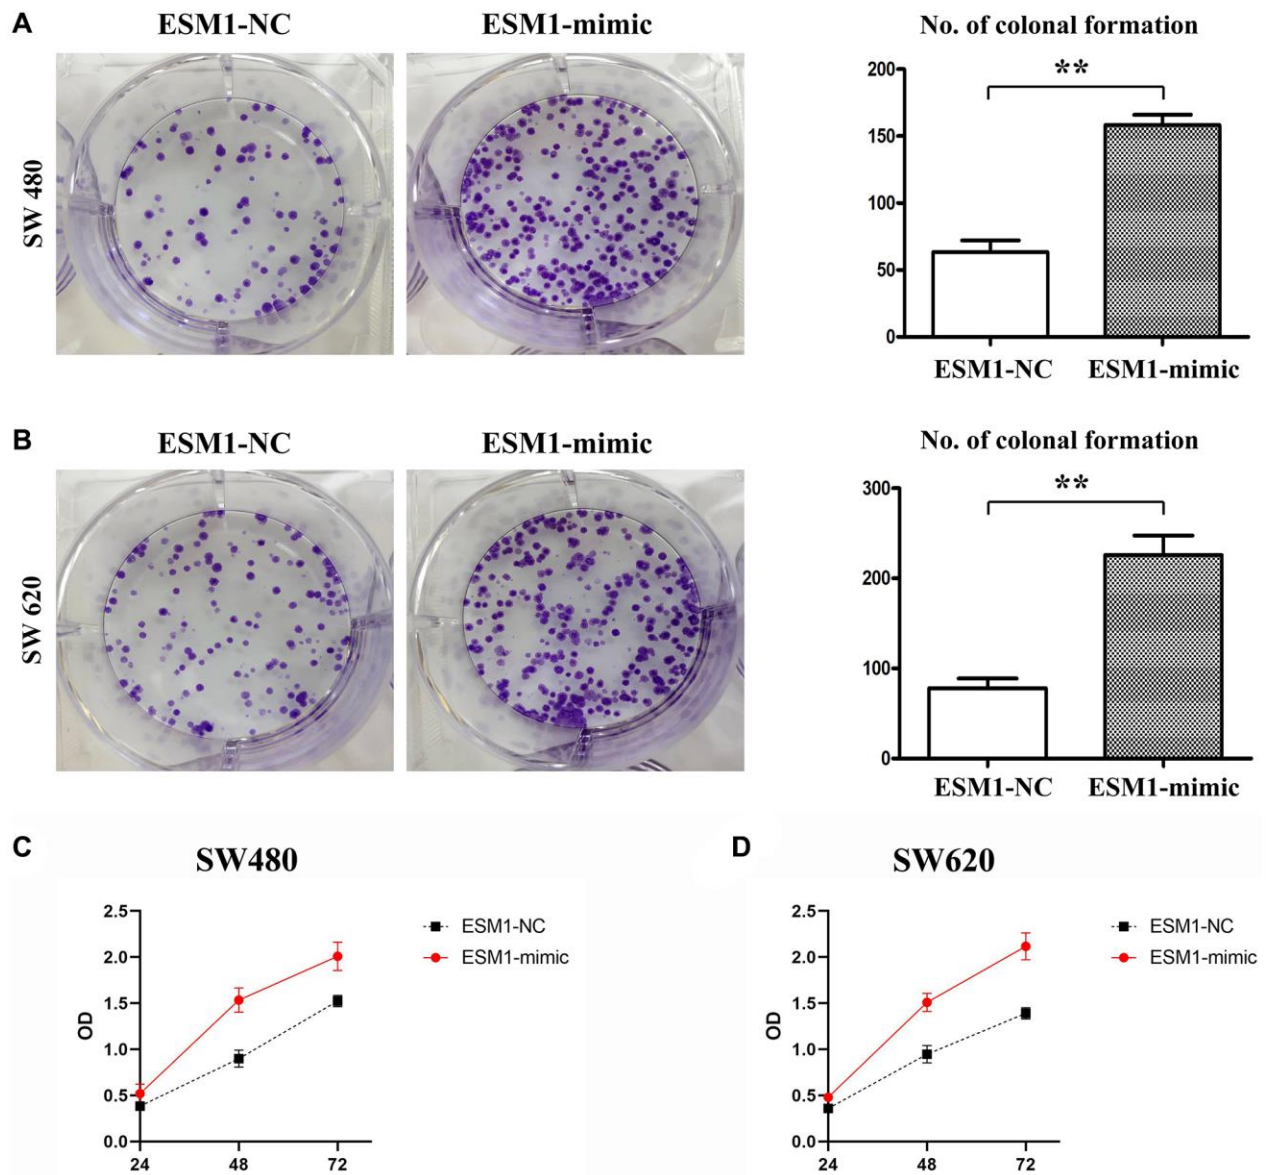 A
ESM1-NC
ESM1-mimic
No. of colonal formation
SW 480
**
200
150
100
50
0
ESM1-NC
ESM1-mimic
B
ESM1-NC
ESM1-mimic
No. of colonal formation
SW 620
**
300
200
100
0
ESM1-NC
ESM1-mimic
C
SW480
OD
2.5
2.0
1.5
1.0
0.5
0.0
24 48 72
ESM1-NC
ESM1-mimic
D
SW620
OD
2.5
2.0
1.5
1.0
0.5
0.0
24 48 72
ESM1-NC
ESM1-mimic